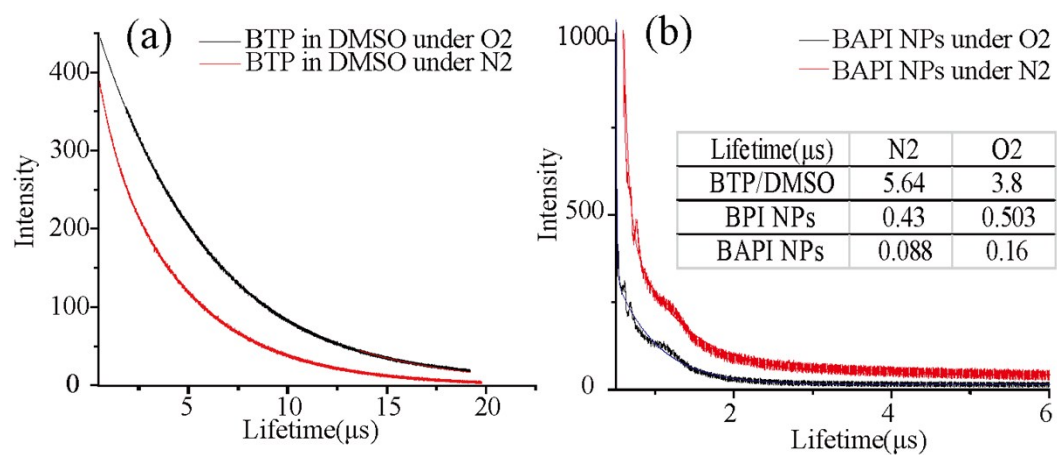 (a)
BTP in DMSO under O2
BTP in DMSO under N2
Intensity
400
300
200
100
0
5
10
15
20
Lifetime(μs)
(b)
BAPI NPs under O2
BAPI NPs under N2
Intensity
1000
500
0
2
4
6
Lifetime(μs)
Lifetime(μs) N2 O2
BTP/DMSO 5.64 3.8
BPI NPs 0.43 0.503
BAPI NPs 0.088 0.16